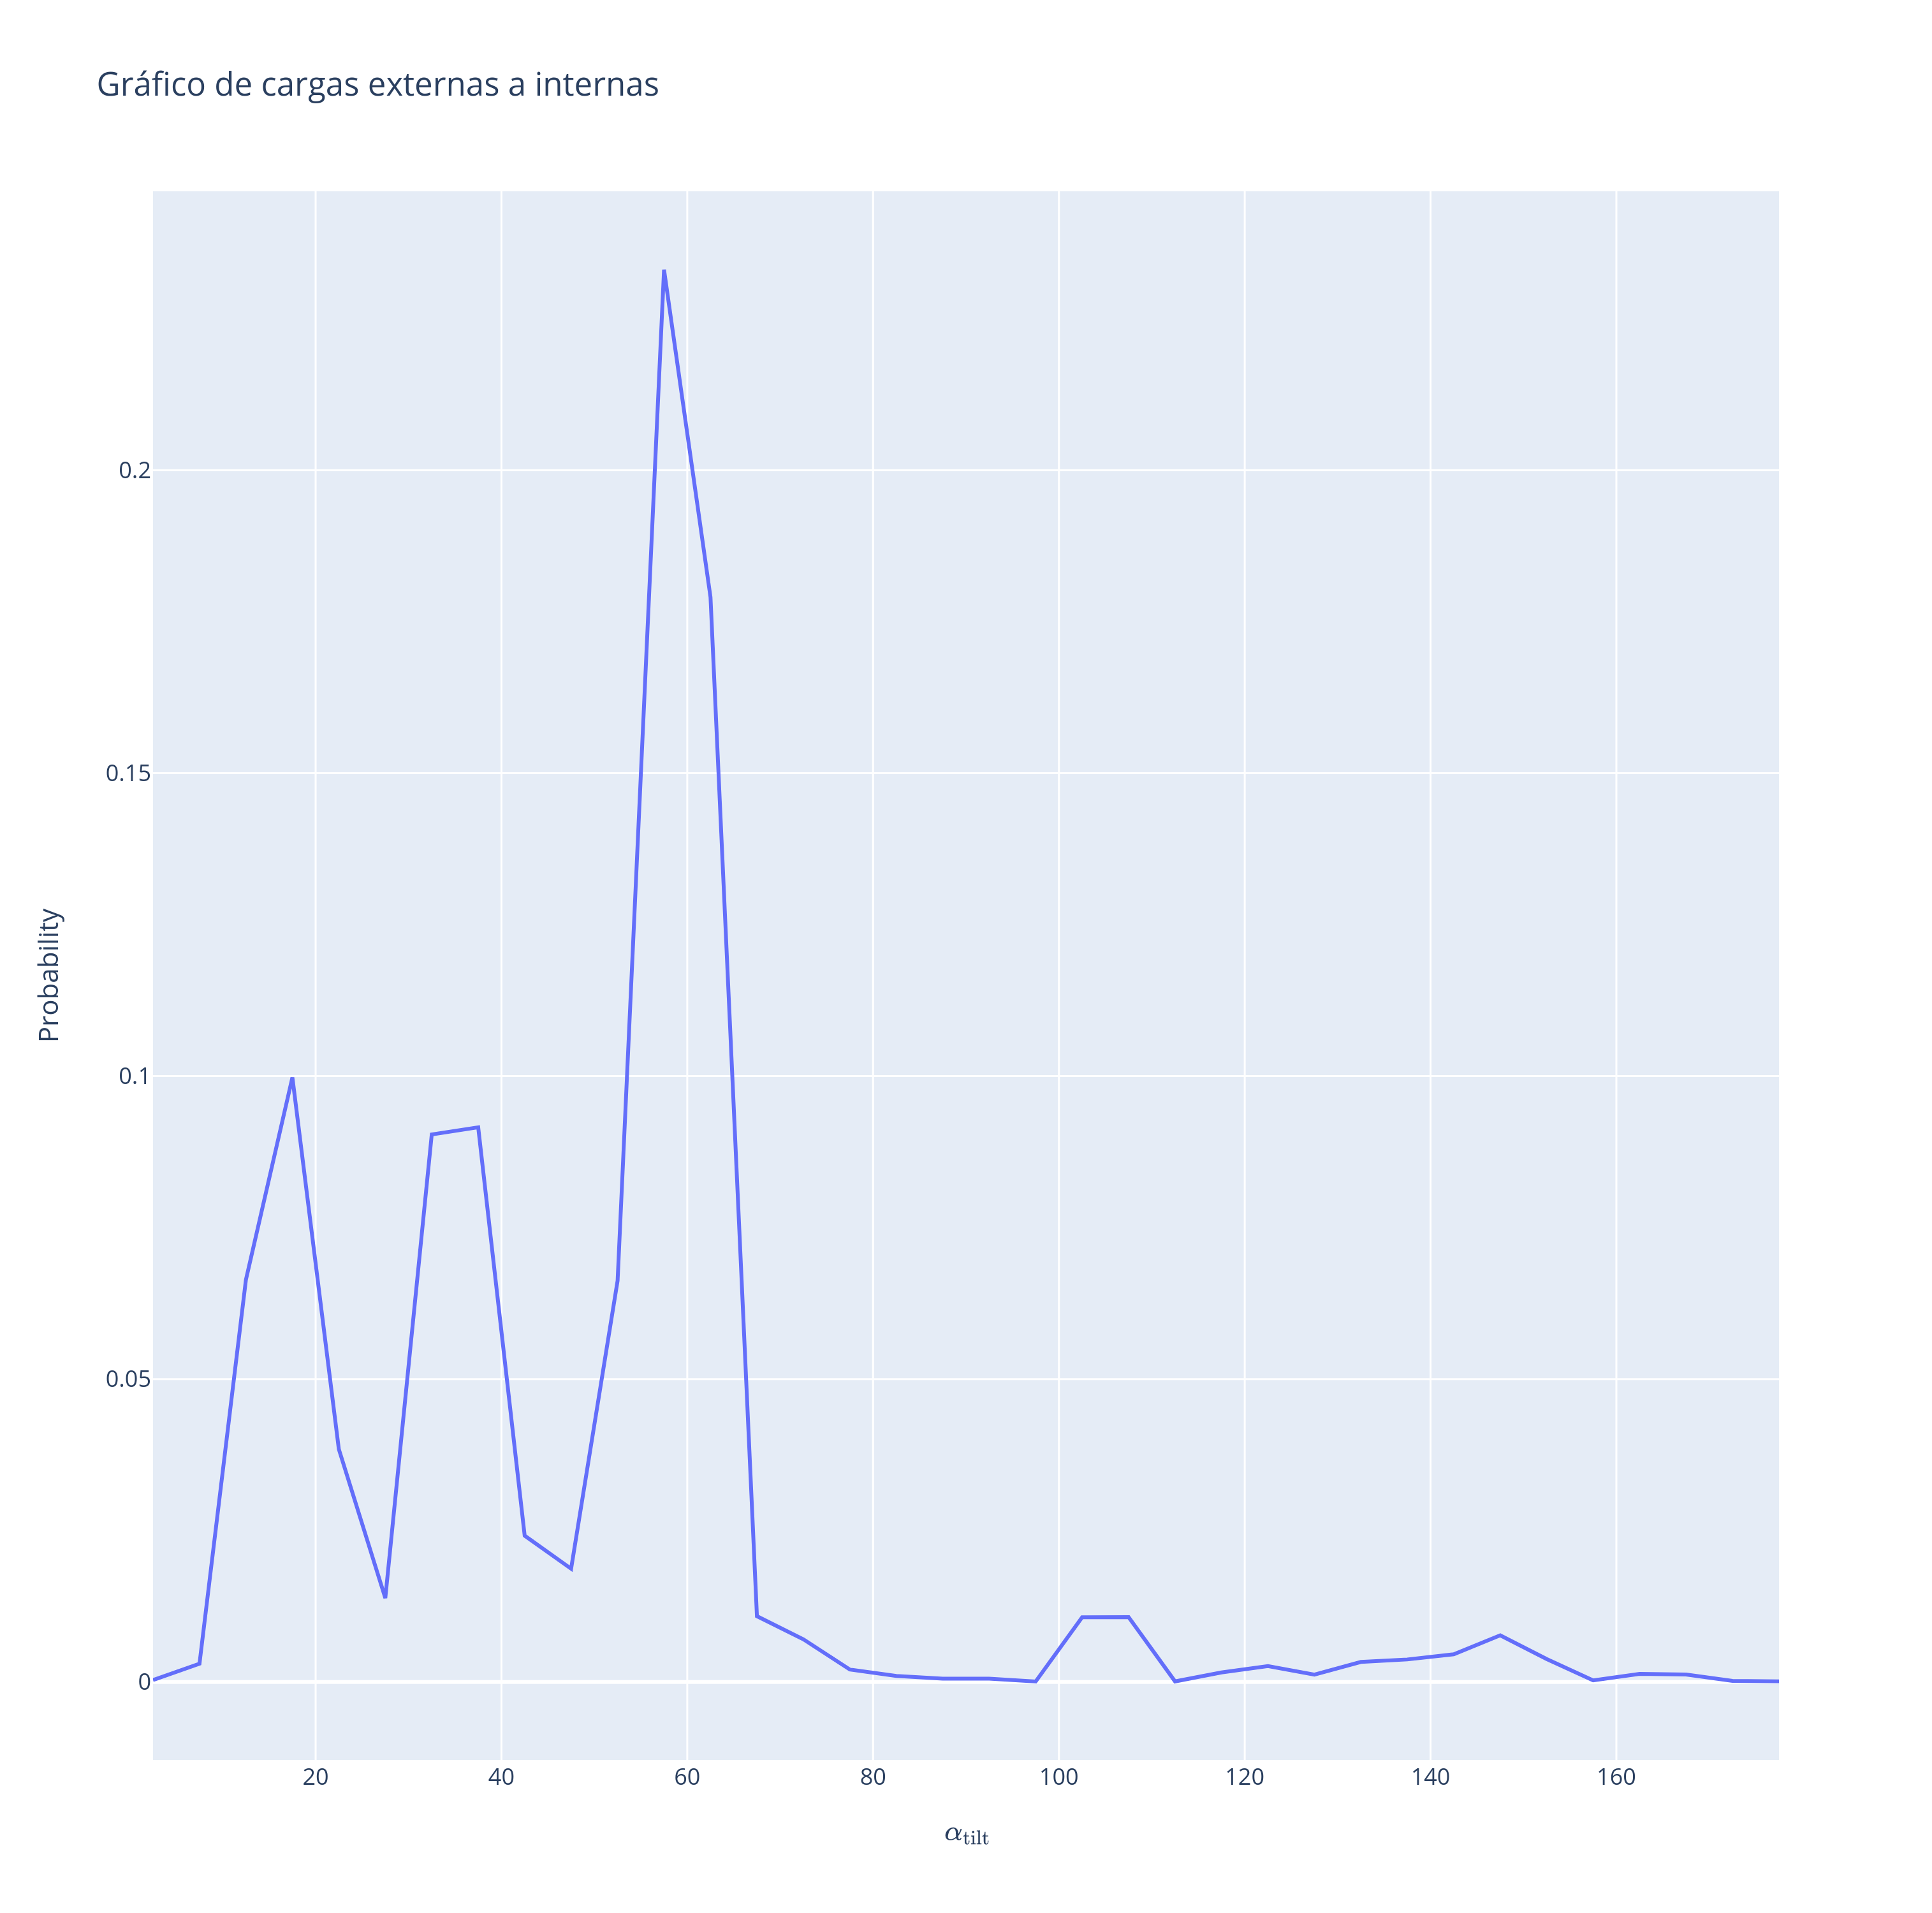 Gráfico de cargas externas a internas
Probability
0.2
0.15
0.1
0.05
0
20 40 60 80 100 120 140 160
α_tilt